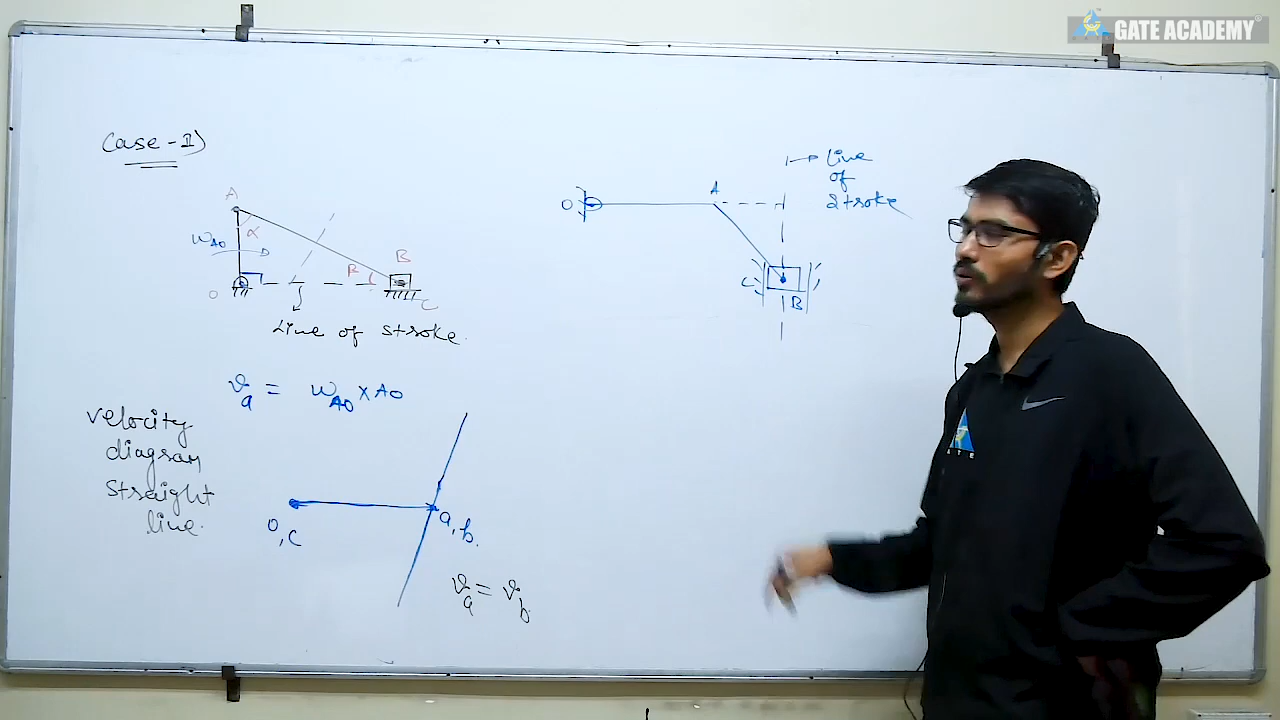 GATE ACADEMY
Case-II)
A
α
ω_AO
B
β
O
C
Line of stroke
v_a = ω_AO × AO
velocity
diagram
straight
line.
o,c
a,b.
v_a = v_b.
O
A
Line
of
stroke
C
B
ATE